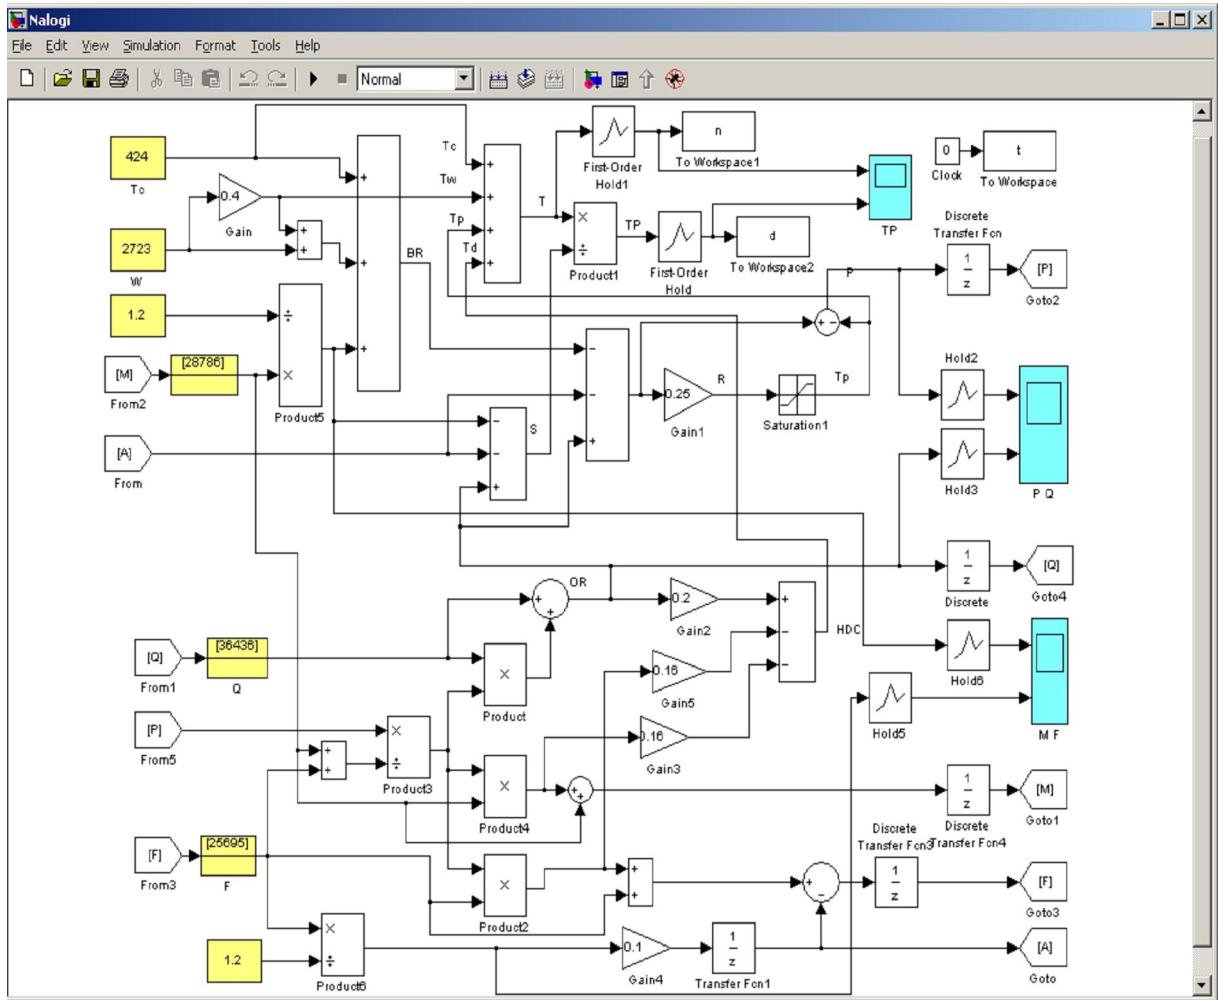 Nalogi
File Edit View Simulation Format Tools Help
Normal
424
Tc
0.4
Gain
2723
W
1.2
[M]
From2
[28786]
Product5
[A]
From
BR
Tc
Tw
Tp
Td
T
First-Order
Hold1
n
To Workspace1
Product1
TP
First-Order
Hold
d
To Workspace2
TP
0
Clock
t
To Workspace
Discrete
Transfer Fcn
1
z
[P]
Goto2
P
S
0.25
Gain1
R
Saturation1
Tp
Hold2
Hold3
P Q
1
z
Discrete
[Q]
Goto4
OR
0.2
Gain2
HDC
[Q]
From1
[36436]
Q
Product
0.16
Gain5
Hold6
Hold5
M F
[P]
From5
Product3
0.16
Gain3
Product4
1
z
Discrete
Transfer Fcn4
[M]
Goto1
[F]
From3
[25695]
F
Product2
Discrete
Transfer Fcn3
1
z
[F]
Goto3
1.2
Product6
0.1
Gain4
1
z
Transfer Fcn1
[A]
Goto